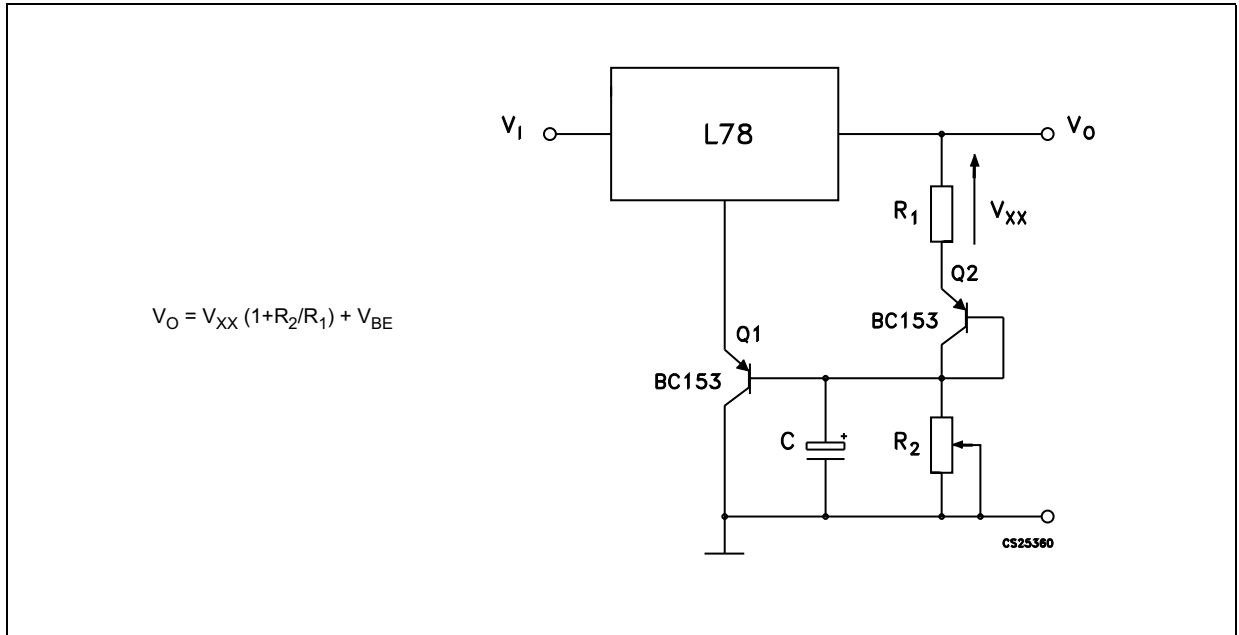 V_O = V_XX (1+R_2/R_1) + V_BE
L78
V_I
V_O
R_1
V_XX
Q2
BC153
Q1
BC153
C
+
R_2
CS25360